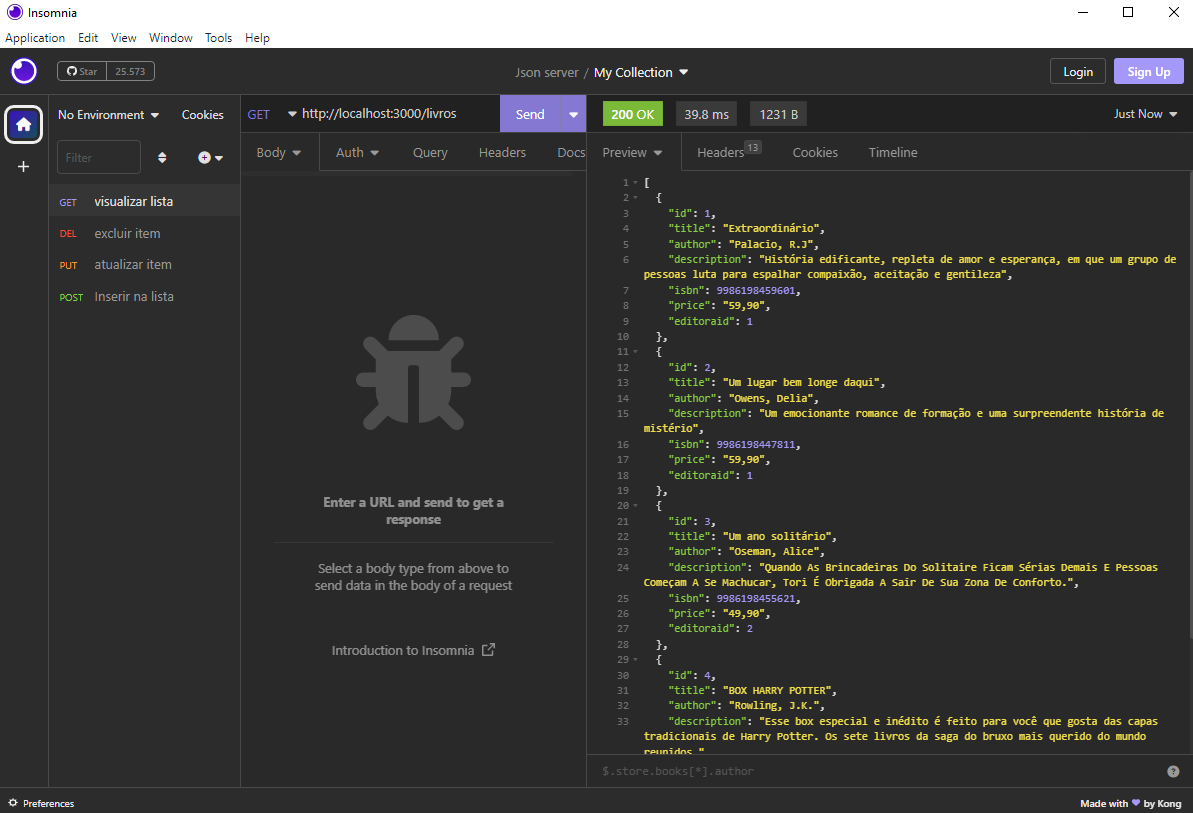 Insomnia
Application Edit View Window Tools Help
Star 25.573
Json server / My Collection
Login
Sign Up
No Environment
Cookies
Filter
GET visualizar lista
DEL excluir item
PUT atualizar item
POST Inserir na lista
GET http://localhost:3000/livros
Send
Body Auth Query Headers Docs
Enter a URL and send to get a
response
Select a body type from above to
send data in the body of a request
Introduction to Insomnia
200 OK 39.8 ms 1231 B Just Now
Preview Headers 13 Cookies Timeline
1 [
2 {
3 "id": 1,
4 "title": "Extraordinário",
5 "author": "Palacio, R.J",
6 "description": "História edificante, repleta de amor e esperança, em que um grupo de
pessoas luta para espalhar compaixão, aceitação e gentileza",
7 "isbn": 9986198459601,
8 "price": "59,90",
9 "editoraid": 1
10 },
11 {
12 "id": 2,
13 "title": "Um lugar bem longe daqui",
14 "author": "Owens, Delia",
15 "description": "Um emocionante romance de formação e uma surpreendente história de
mistério",
16 "isbn": 9986198447811,
17 "price": "59,90",
18 "editoraid": 1
19 },
20 {
21 "id": 3,
22 "title": "Um ano solitário",
23 "author": "Oseman, Alice",
24 "description": "Quando As Brincadeiras Do Solitaire Ficam Sérias Demais E Pessoas
Começam A Se Machucar, Tori É Obrigada A Sair De Sua Zona De Conforto.",
25 "isbn": 9986198455621,
26 "price": "49,90",
27 "editoraid": 2
28 },
29 {
30 "id": 4,
31 "title": "BOX HARRY POTTER",
32 "author": "Rowling, J.K.",
33 "description": "Esse box especial e inédito é feito para você que gosta das capas
tradicionais de Harry Potter. Os sete livros da saga do bruxo mais querido do mundo
reunidos."
$.store.books[*].author
Preferences
Made with by Kong